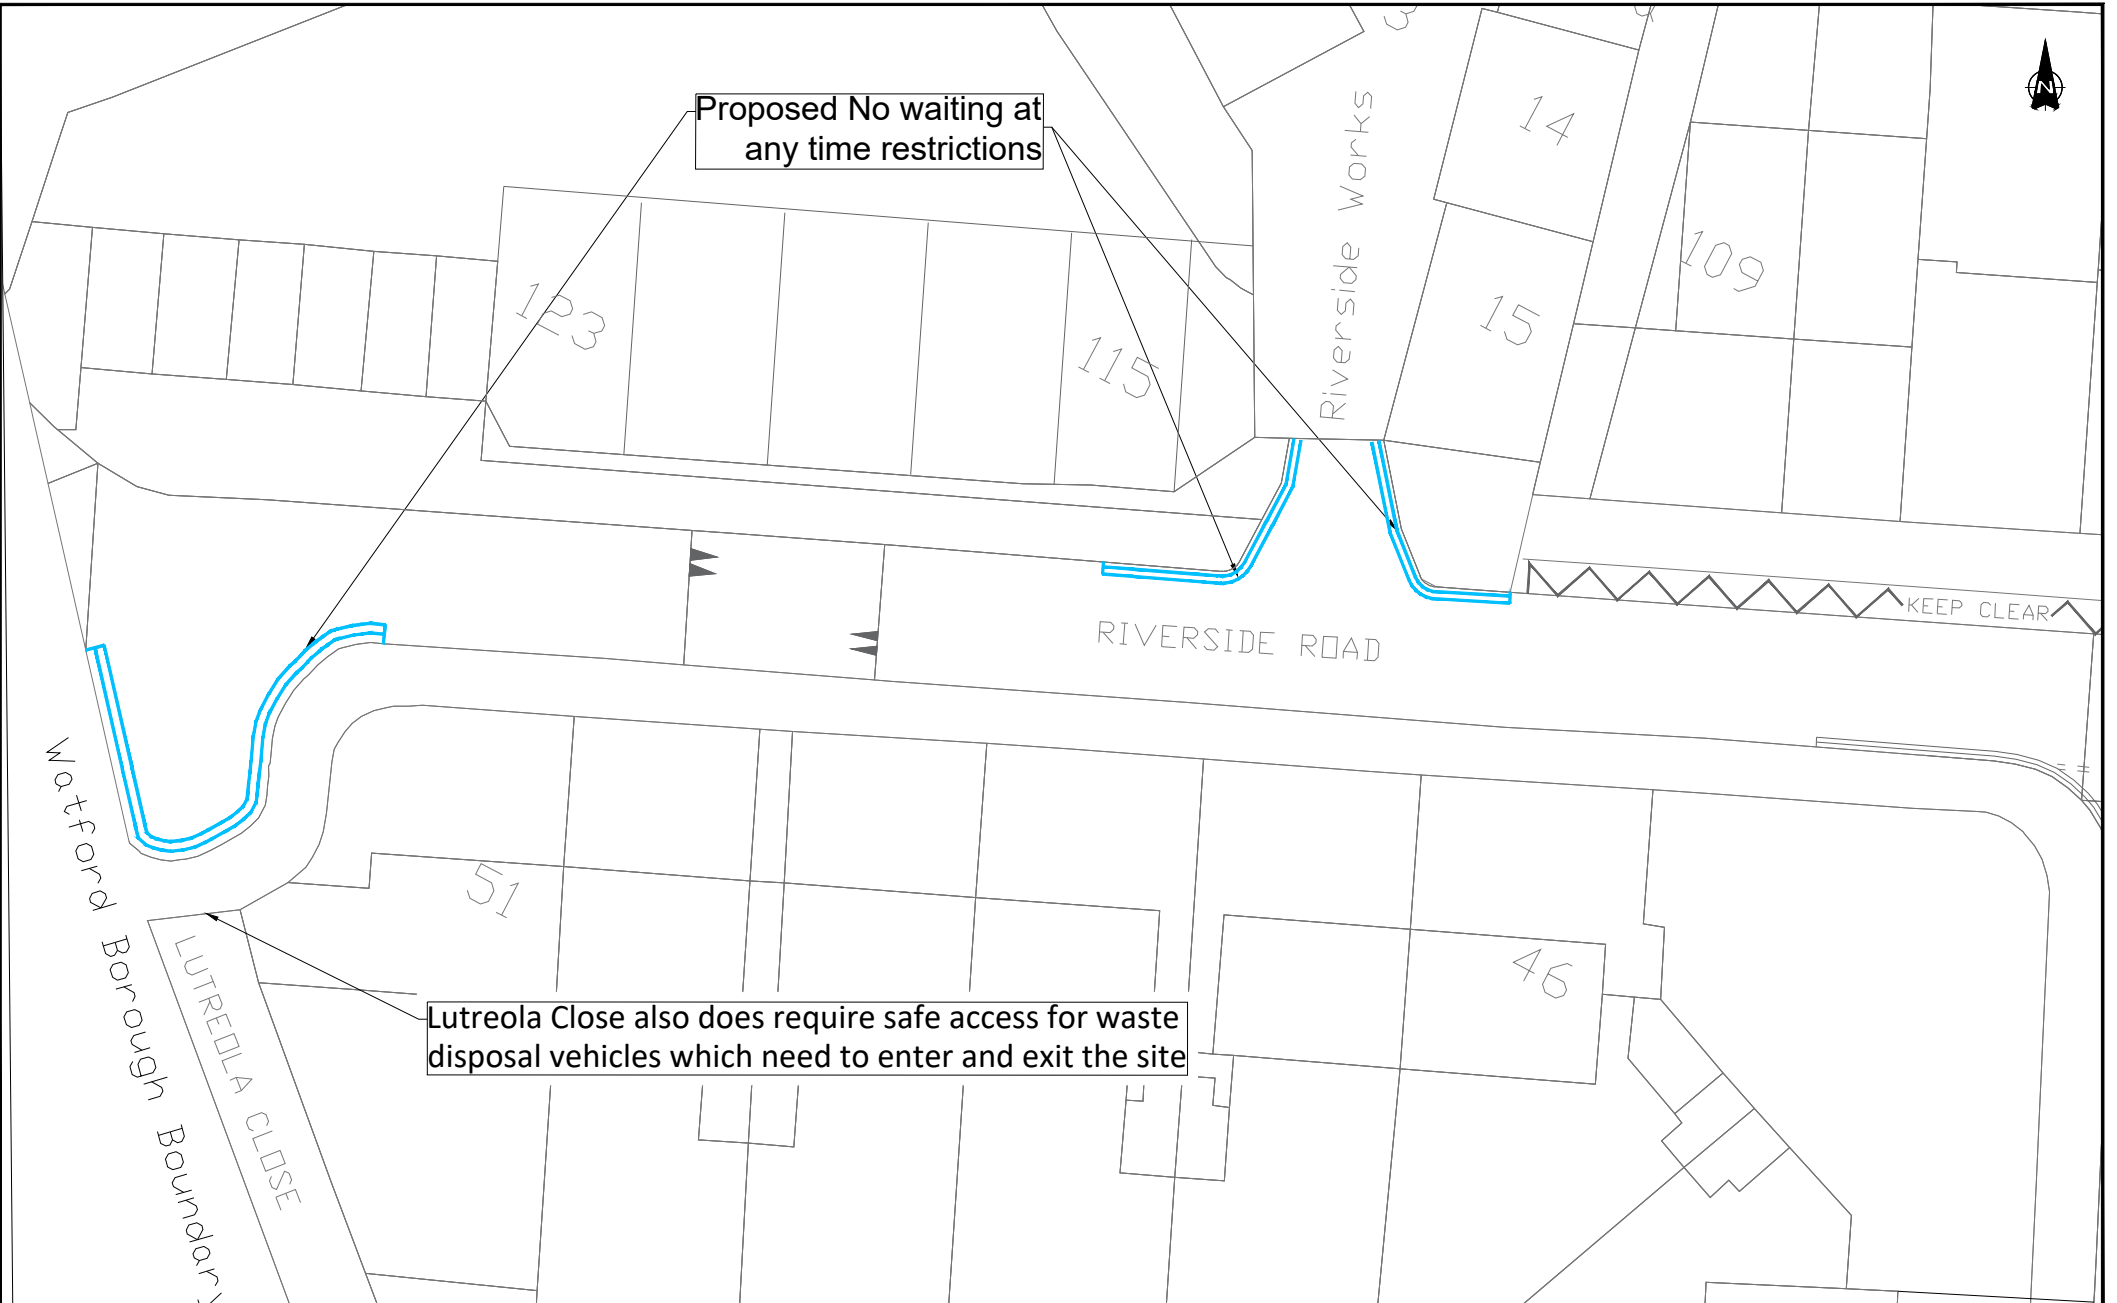 Proposed No waiting at
any time restrictions
N
Riverside Works
14
15
109
123
115
KEEP CLEAR
RIVERSIDE ROAD
Watford Borough Boundary
51
46
LUTREOLA CLOSE
Lutreola Close also does require safe access for waste
disposal vehicles which need to enter and exit the site